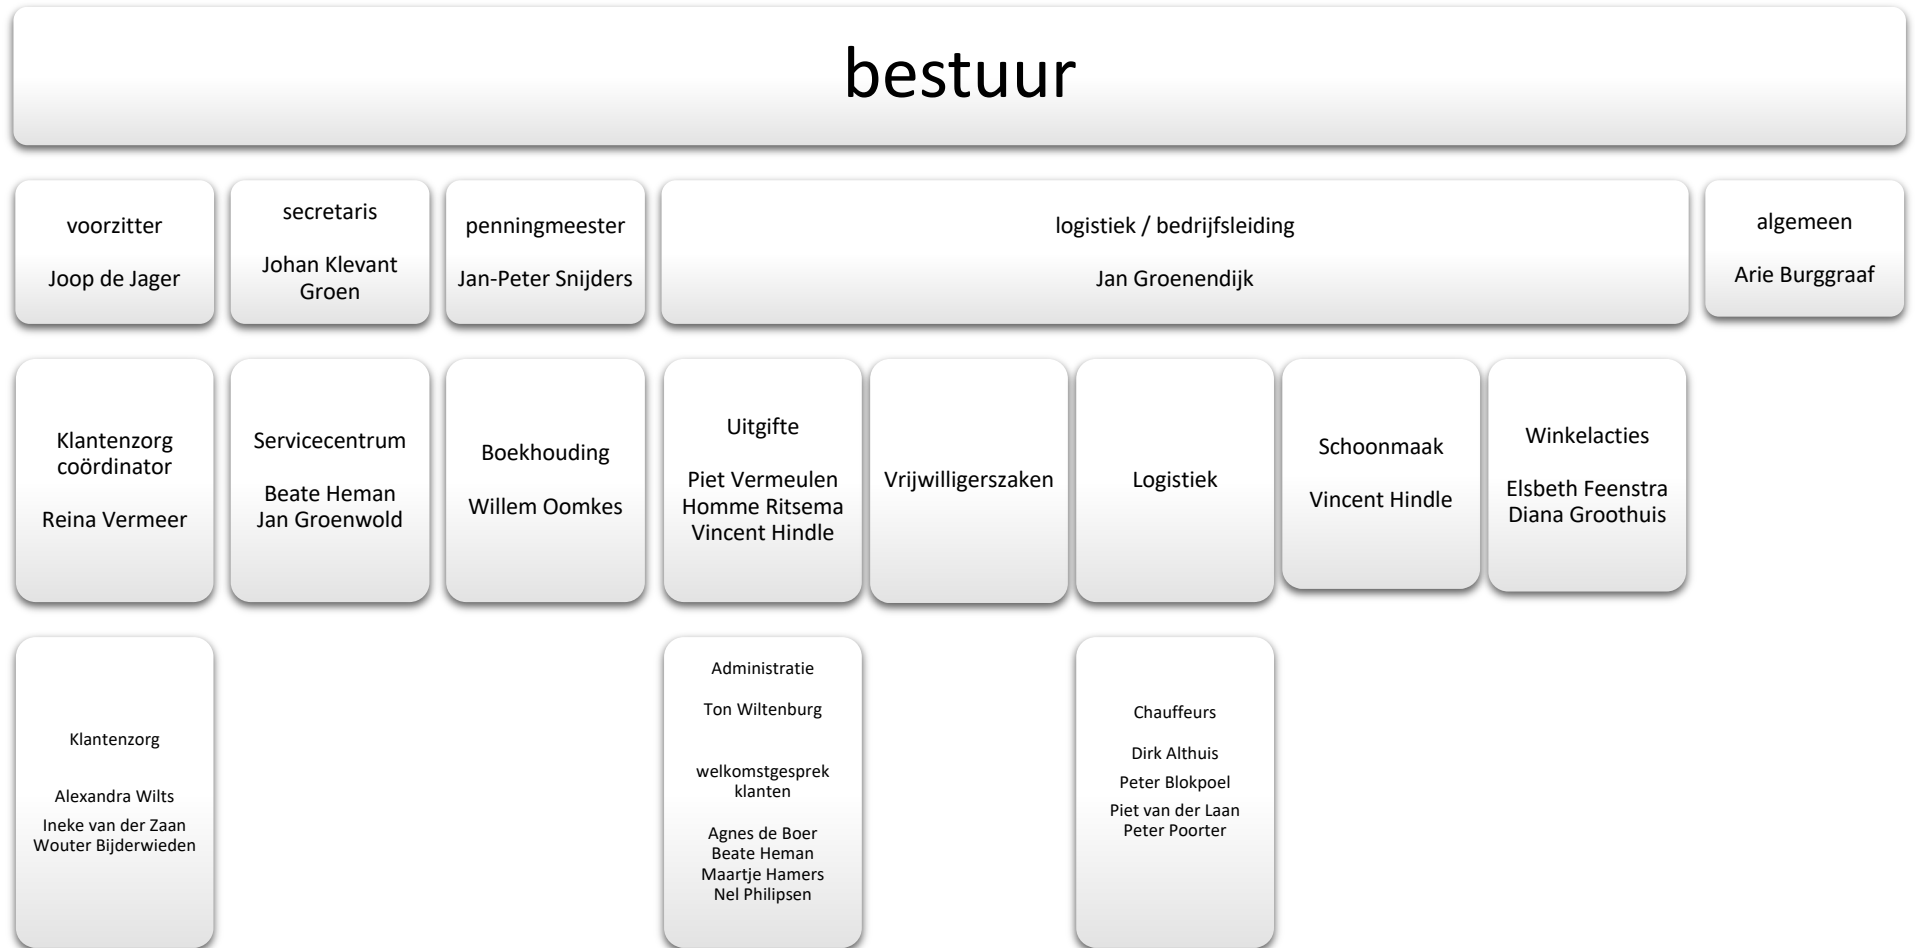 bestuur
voorzitter
Joop de Jager
secretaris
Johan Klevant
Groen
penningmeester
Jan-Peter Snijders
logistiek / bedrijfsleiding
Jan Groenendijk
algemeen
Arie Burggraaf
Klantenzorg
coördinator
Reina Vermeer
Servicecentrum
Beate Heman
Jan Groenwold
Boekhouding
Willem Oomkes
Uitgifte
Piet Vermeulen
Homme Ritsema
Vincent Hindle
Vrijwilligerszaken
Logistiek
Schoonmaak
Vincent Hindle
Winkelacties
Elsbeth Feenstra
Diana Groothuis
Klantenzorg
Alexandra Wilts
Ineke van der Zaan
Wouter Bijderwieden
Administratie
Ton Wiltenburg
welkomstgesprek
klanten
Agnes de Boer
Beate Heman
Maartje Hamers
Nel Philipsen
Chauffeurs
Dirk Althuis
Peter Blokpoel
Piet van der Laan
Peter Poorter